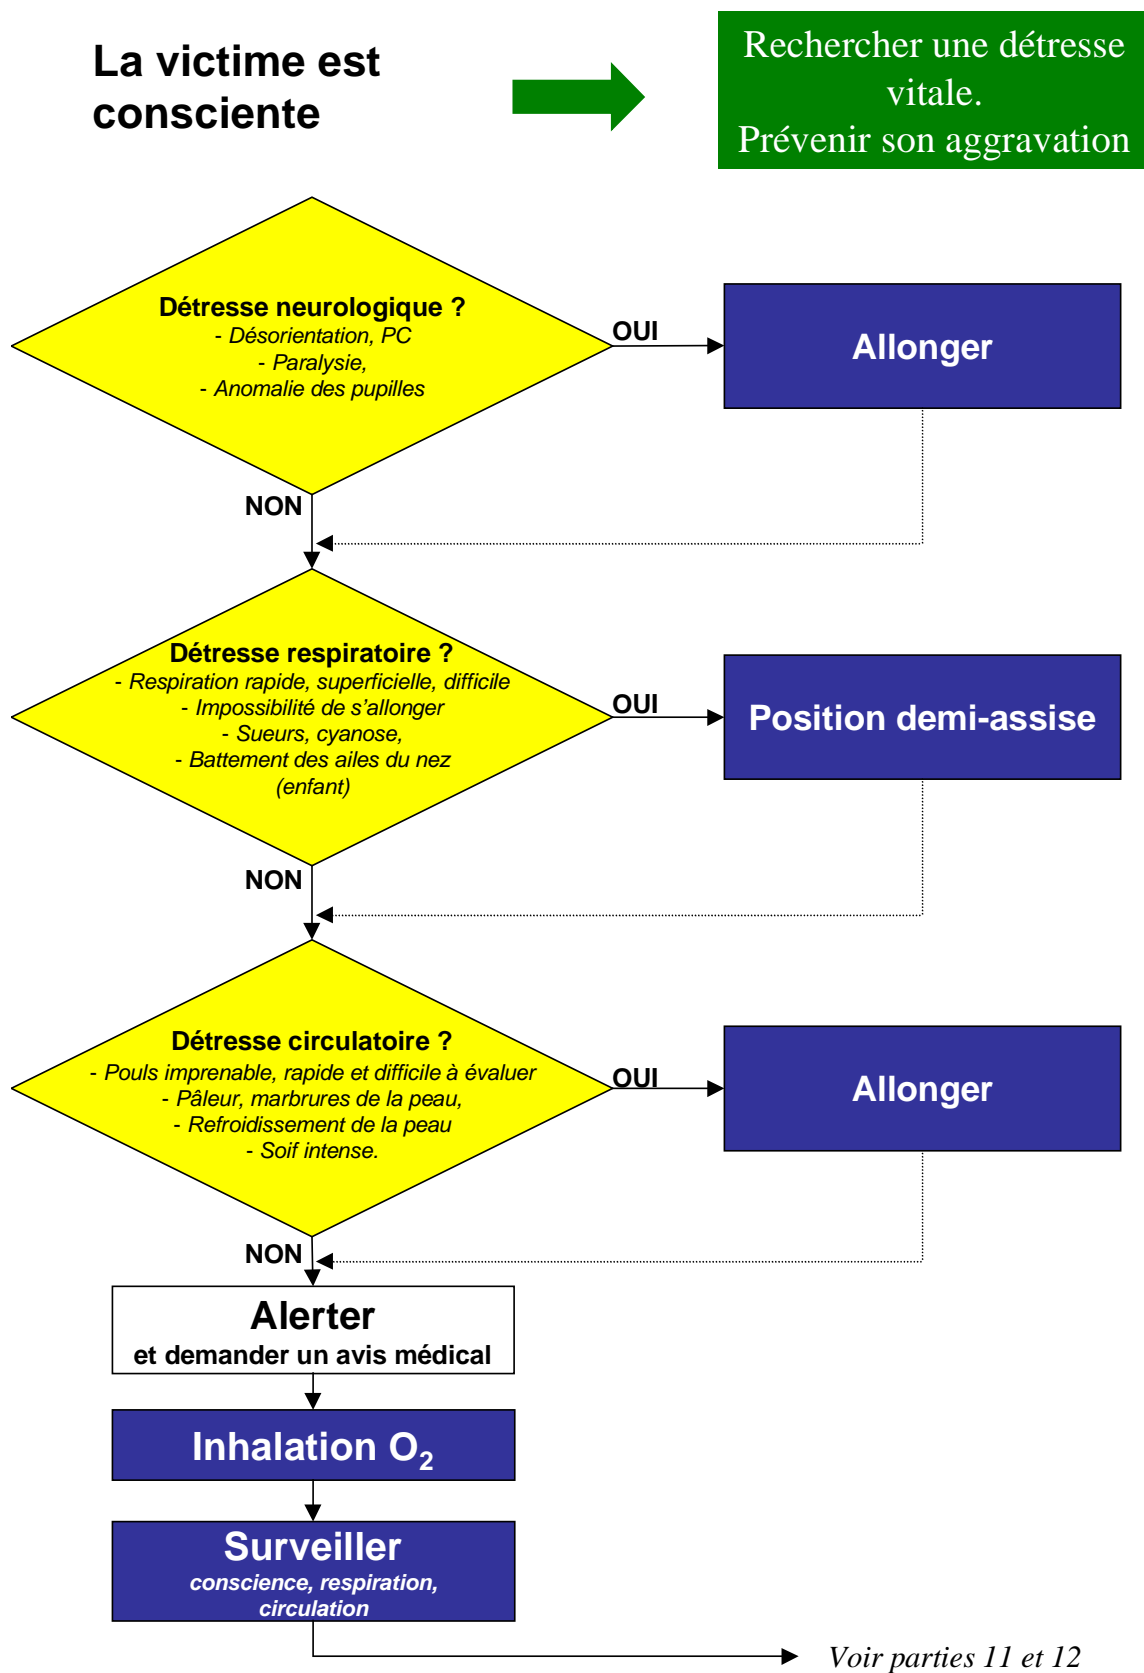 La victime est
consciente
Rechercher une détresse
vitale.
Prévenir son aggravation
Détresse neurologique ?
- Désorientation, PC
- Paralysie,
- Anomalie des pupilles
OUI
Allonger
NON
Détresse respiratoire ?
- Respiration rapide, superficielle, difficile
- Impossibilité de s’allonger
- Sueurs, cyanose,
- Battement des ailes du nez
(enfant)
OUI
Position demi-assise
NON
Détresse circulatoire ?
- Pouls imprenable, rapide et difficile à évaluer
- Pâleur, marbrures de la peau,
- Refroidissement de la peau
- Soif intense.
OUI
Allonger
NON
Alerter
et demander un avis médical
Inhalation O₂
Surveiller
conscience, respiration,
circulation
Voir parties 11 et 12